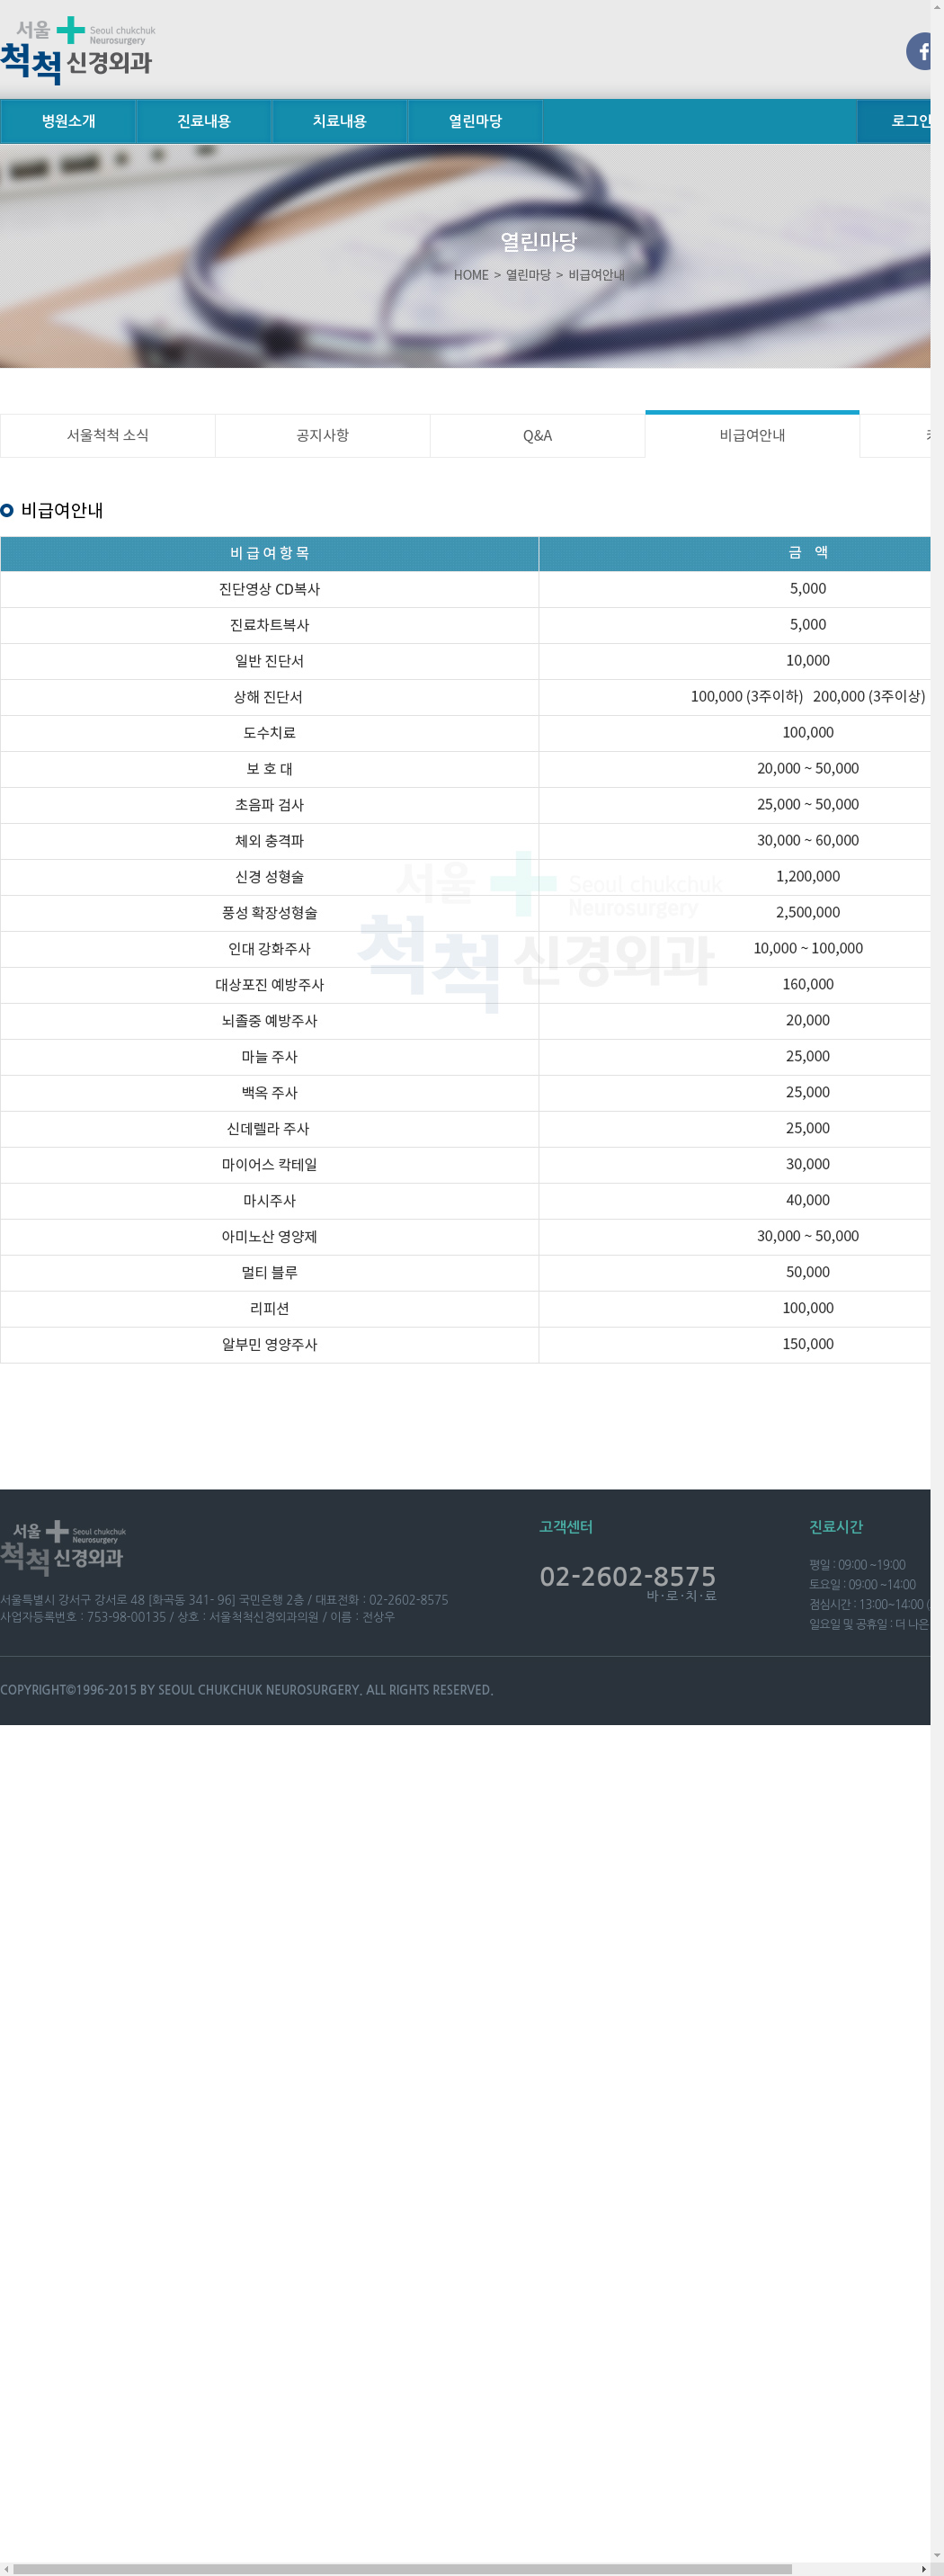 서울 Seoul chukchuk
Neurosurgery
척척 신경외과
병원소개 진료내용 치료내용 열린마당
열린마당
HOME > 열린마당 > 비급여안내
서울척척 소식 공지사항 Q&A 비급여안내
비급여안내
비 급 여 항 목 금 액
진단영상 CD복사 5,000
진료차트복사 5,000
일반 진단서 10,000
상해 진단서 100,000 (3주이하) 200,000 (3주이상)
도수치료 100,000
보 호 대 20,000 ~ 50,000
초음파 검사 25,000 ~ 50,000
체외 충격파 30,000 ~ 60,000
신경 성형술 1,200,000
풍성 확장성형술 2,500,000
인대 강화주사 10,000 ~ 100,000
대상포진 예방주사 160,000
뇌졸중 예방주사 20,000
마늘 주사 25,000
백옥 주사 25,000
신데렐라 주사 25,000
마이어스 칵테일 30,000
마시주사 40,000
아미노산 영양제 30,000 ~ 50,000
멀티 블루 50,000
리피션 100,000
알부민 영양주사 150,000
서울 Seoul chukchuk
Neurosurgery
척척 신경외과
서울 Seoul chukchuk
Neurosurgery
척척 신경외과
서울특별시 강서구 강서로 48 [화곡동 341- 96] 국민은행 2층 / 대표전화 : 02-2602-8575
사업자등록번호 : 753-98-00135 / 상호 : 서울척척신경외과의원 / 이름 : 전상우
고객센터
02-2602-8575
바·로·치·료
진료시간
평일 : 09:00 ~19:00
토요일 : 09:00 ~14:00
점심시간 : 13:00~14:00 (
일요일 및 공휴일 : 더 나은
COPYRIGHT©1996-2015 BY SEOUL CHUKCHUK NEUROSURGERY. ALL RIGHTS RESERVED.